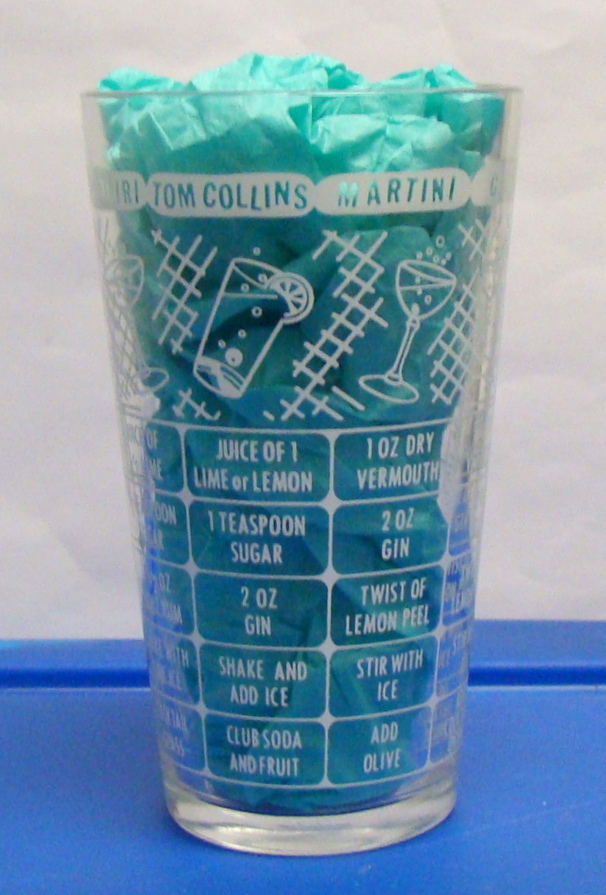 TOM COLLINS
JUICE OF 1
LIME or LEMON
1 TEASPOON
SUGAR
2 OZ
GIN
SHAKE AND
ADD ICE
CLUB SODA
AND FRUIT
MARTINI
1 OZ DRY
VERMOUTH
2 OZ
GIN
TWIST OF
LEMON PEEL
STIR WITH
ICE
ADD
OLIVE